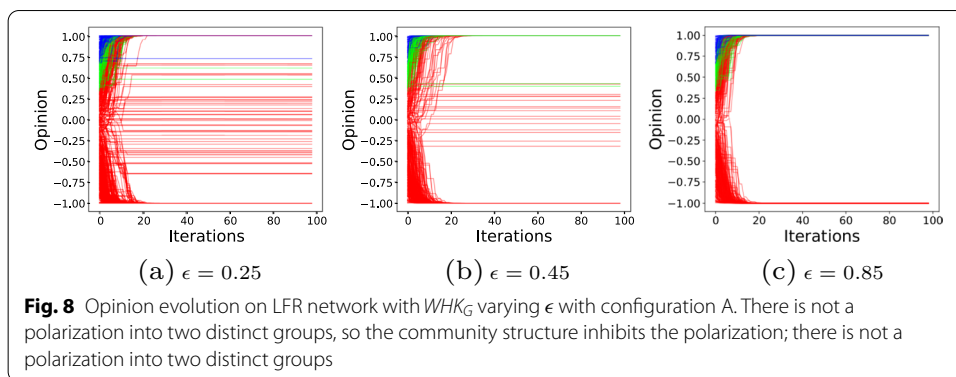 1.00
0.75
0.50
0.25
0.00
−0.25
−0.50
−0.75
−1.00
Opinion
0 20 40 60 80 100
Iterations
(a) ϵ = 0.25
1.00
0.75
0.50
0.25
0.00
−0.25
−0.50
−0.75
−1.00
Opinion
0 20 40 60 80 100
Iterations
(b) ϵ = 0.45
1.00
0.75
0.50
0.25
0.00
−0.25
−0.50
−0.75
−1.00
Opinion
0 20 40 60 80 100
Iterations
(c) ϵ = 0.85
Fig. 8 Opinion evolution on LFR network with WHK_G varying ϵ with configuration A. There is not a
polarization into two distinct groups, so the community structure inhibits the polarization; there is not a
polarization into two distinct groups